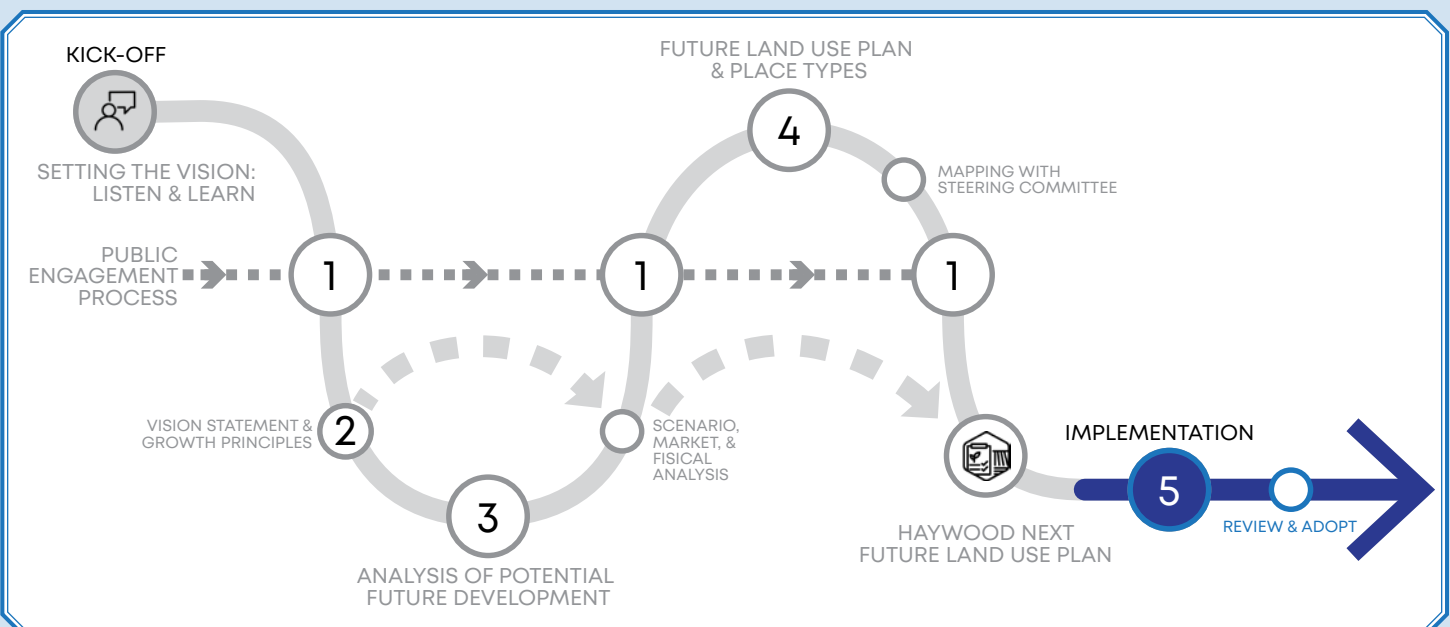 KICK-OFF
SETTING THE VISION:
LISTEN & LEARN
PUBLIC
ENGAGEMENT
PROCESS
1
1
1
FUTURE LAND USE PLAN
& PLACE TYPES
4
MAPPING WITH
STEERING COMMITTEE
VISION STATEMENT &
GROWTH PRINCIPLES
2
3
ANALYSIS OF POTENTIAL
FUTURE DEVELOPMENT
SCENARIO,
MARKET, &
FISICAL
ANALYSIS
HAYWOOD NEXT
FUTURE LAND USE PLAN
IMPLEMENTATION
5
REVIEW & ADOPT